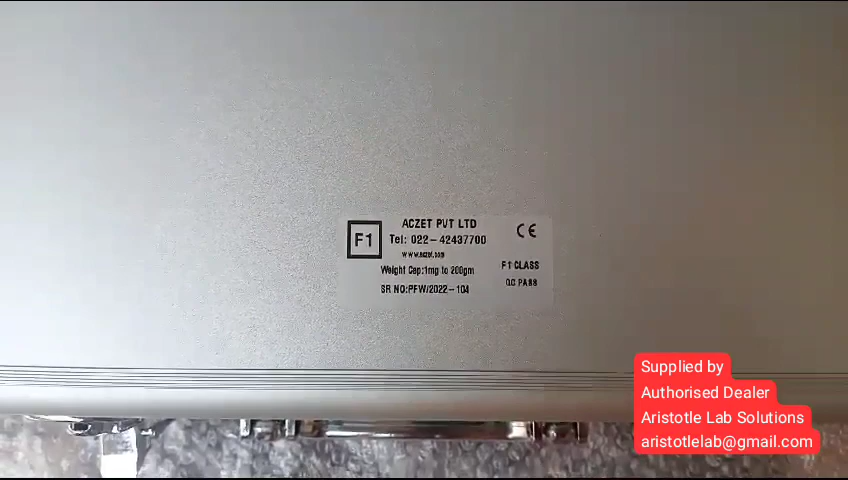 F1
ACZET PVT LTD
Tel: 022-42437700
www.aczet.com
Weight Cap:1mg to 200gm
SR NO:PFW/2022-104
CE
F1 CLASS
QC PASS
Supplied by
Authorised Dealer
Aristotle Lab Solutions
aristotlelab@gmail.com